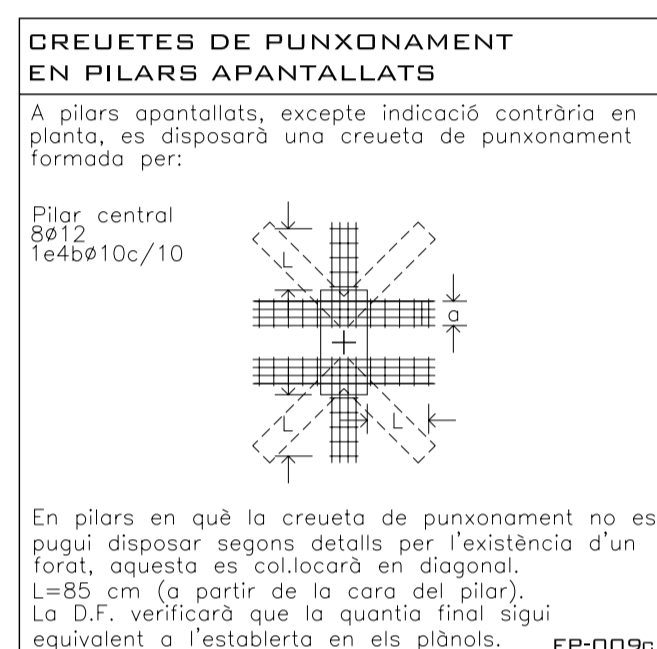 CREUETES DE PUNXONAMENT
EN PILARS APANTALLATS
A pilars apantallats, excepte indicació contrària en
planta, es disposarà una creueta de punxonament
formada per:
Pilar central
8ø12
1e4bø10c/10
L
a
L
L
En pilars en què la creueta de punxonament no es
pugui disposar segons detalls per l'existència d'un
forat, aquesta es col.locarà en diagonal.
L=85 cm (a partir de la cara del pilar).
La D.F. verificarà que la quantia final sigui
equivalent a l'establerta en els plànols.
FP-009c